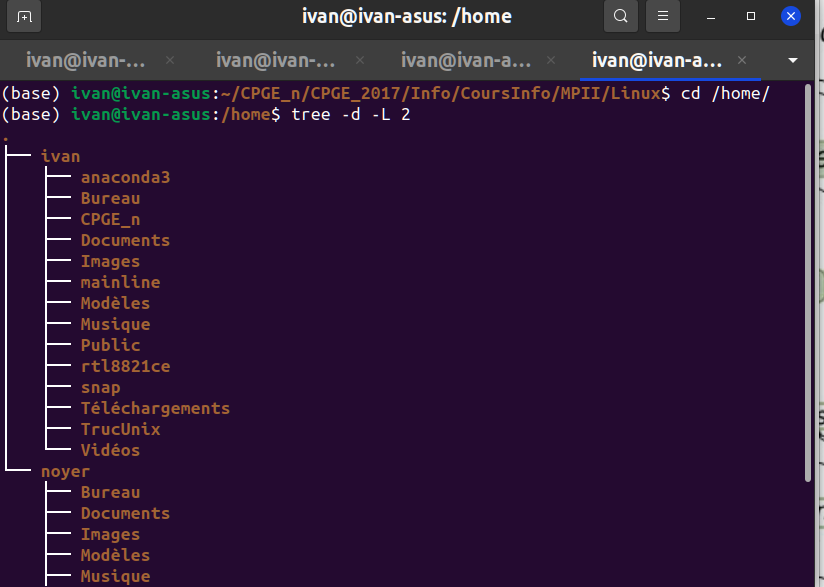 ivan@ivan-asus: /home
ivan@ivan-... ivan@ivan-... ivan@ivan-a... ivan@ivan-a...
(base) ivan@ivan-asus:~/CPGE_n/CPGE_2017/Info/CoursInfo/MPII/Linux$ cd /home/
(base) ivan@ivan-asus:/home$ tree -d -L 2
.
├── ivan
│   ├── anaconda3
│   ├── Bureau
│   ├── CPGE_n
│   ├── Documents
│   ├── Images
│   ├── mainline
│   ├── Modèles
│   ├── Musique
│   ├── Public
│   ├── rtl8821ce
│   ├── snap
│   ├── Téléchargements
│   ├── TrucUnix
│   └── Vidéos
└── noyer
    ├── Bureau
    ├── Documents
    ├── Images
    ├── Modèles
    ├── Musique